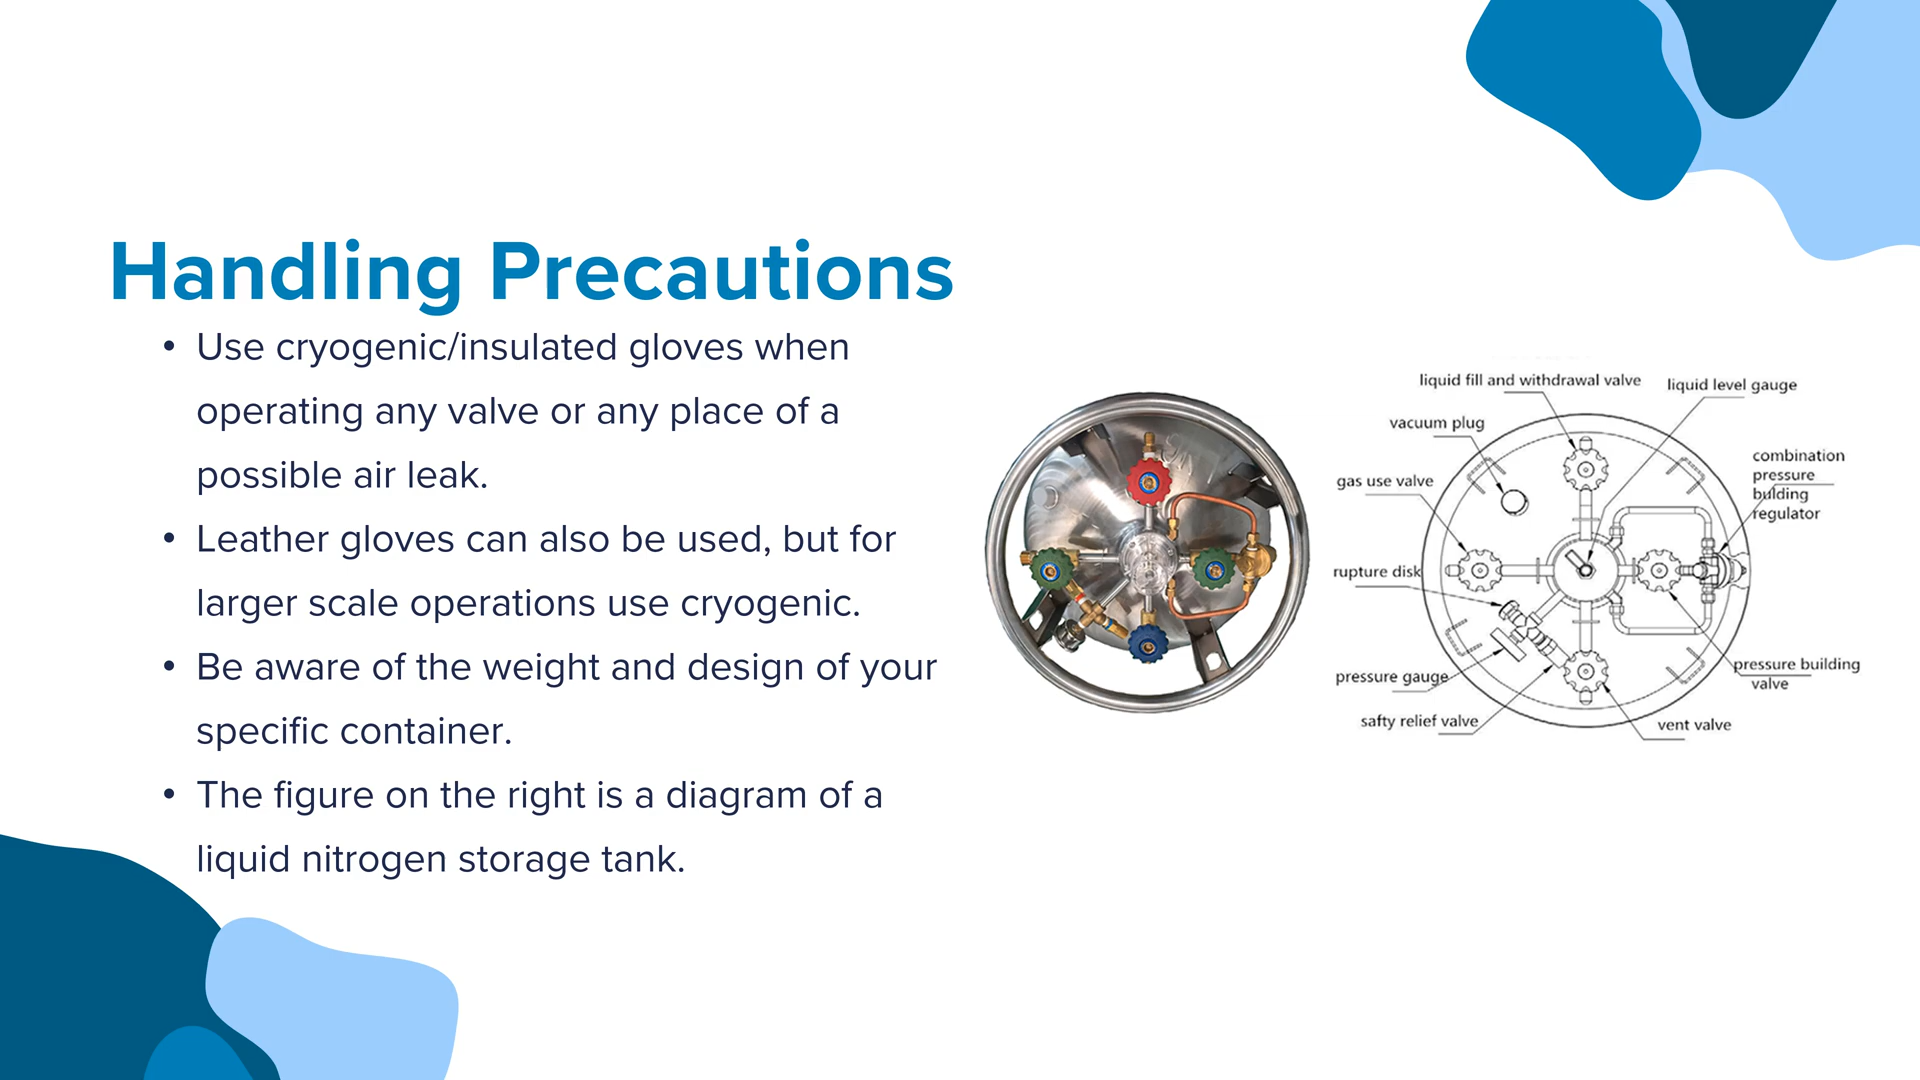 Handling Precautions
• Use cryogenic/insulated gloves when
operating any valve or any place of a
possible air leak.
• Leather gloves can also be used, but for
larger scale operations use cryogenic.
• Be aware of the weight and design of your
specific container.
• The figure on the right is a diagram of a
liquid nitrogen storage tank.
liquid fill and withdrawal valve
liquid level gauge
vacuum plug
combination
pressure
bulding
regulator
gas use valve
rupture disk
pressure gauge
pressure building
valve
safty relief valve
vent valve